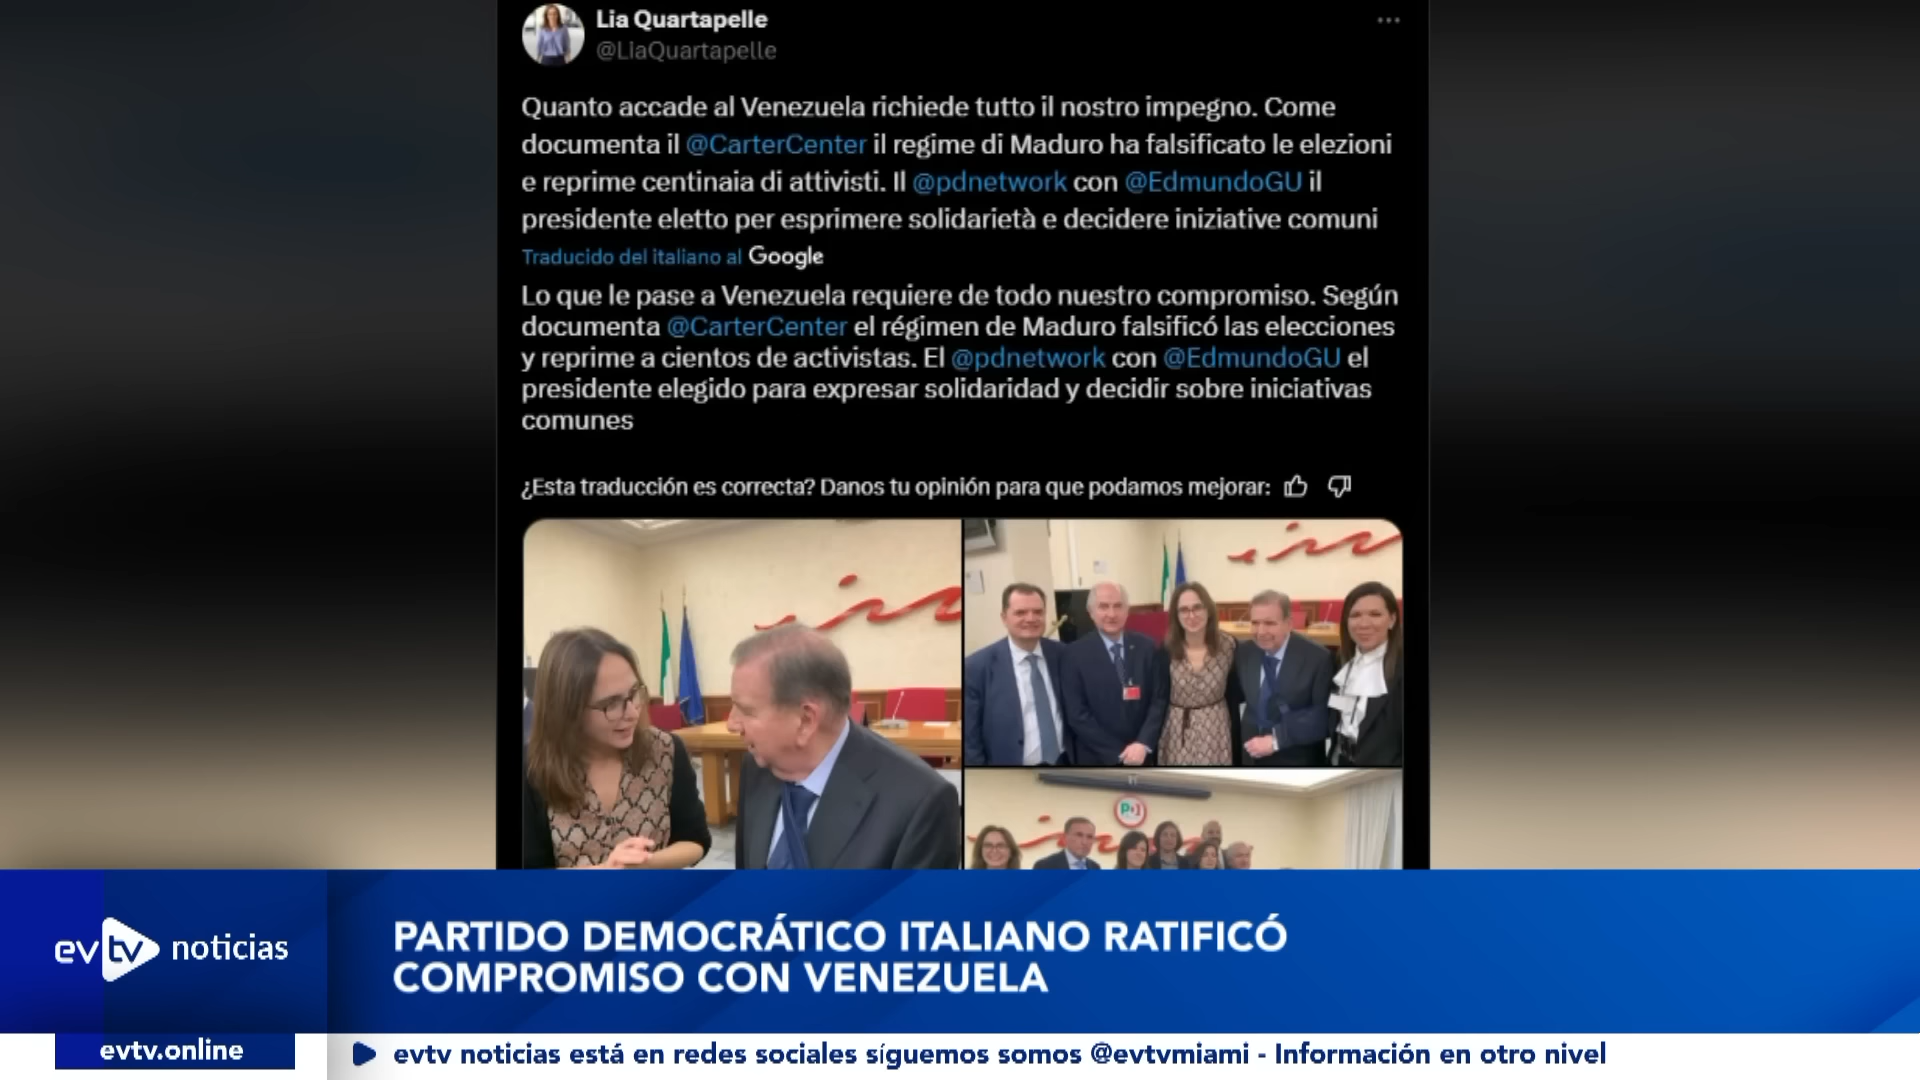 Lia Quartapelle
@LiaQuartapelle
Quanto accade al Venezuela richiede tutto il nostro impegno. Come
documenta il @CarterCenter il regime di Maduro ha falsificato le elezioni
e reprime centinaia di attivisti. Il @pdnetwork con @EdmundoGU il
presidente eletto per esprimere solidarietà e decidere iniziative comuni
Traducido del italiano al Google
Lo que le pase a Venezuela requiere de todo nuestro compromiso. Según
documenta @CarterCenter el régimen de Maduro falsificó las elecciones
y reprime a cientos de activistas. El @pdnetwork con @EdmundoGU el
presidente elegido para expresar solidaridad y decidir sobre iniciativas
comunes
¿Esta traducción es correcta? Danos tu opinión para que podamos mejorar:
PD
PARTIDO DEMOCRÁTICO ITALIANO RATIFICÓ
COMPROMISO CON VENEZUELA
evtv noticias
evtv.online
evtv noticias está en redes sociales síguemos somos @evtvmiami - Información en otro nivel